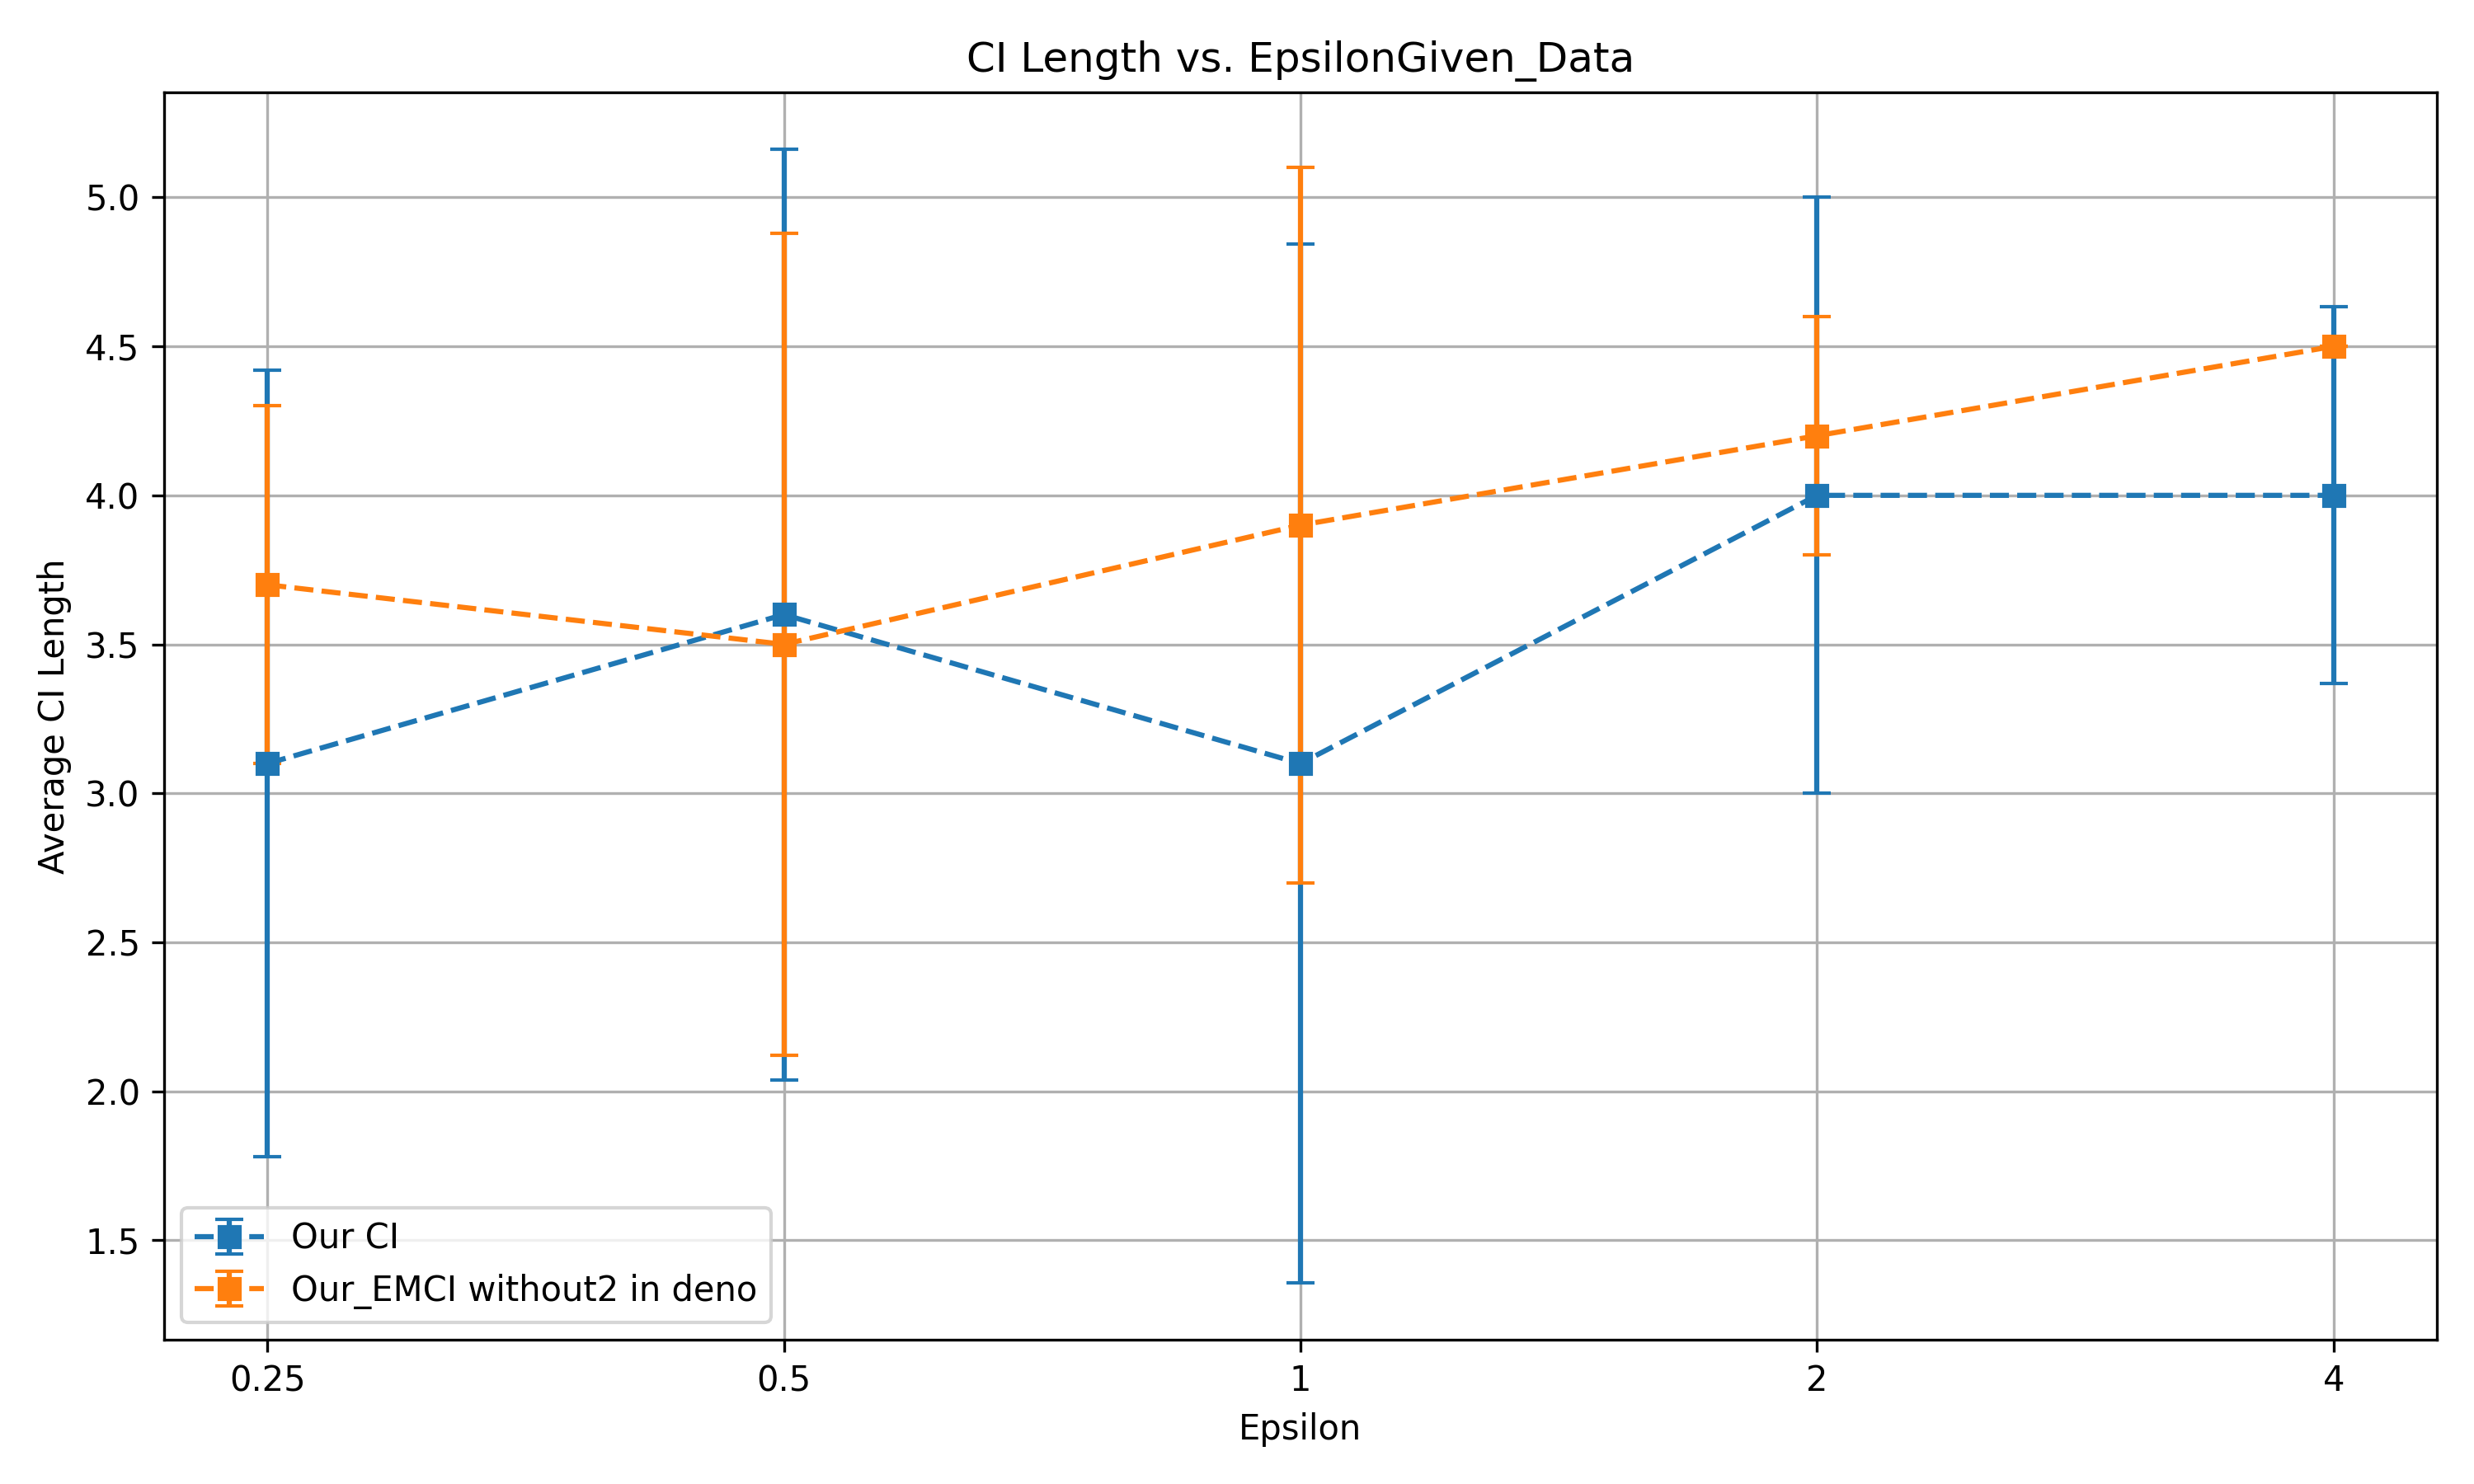 CI Length vs. EpsilonGiven_Data
Average CI Length
5.0
4.5
4.0
3.5
3.0
2.5
2.0
1.5
Our CI
Our_EMCI without2 in deno
0.25
0.5
1
2
4
Epsilon